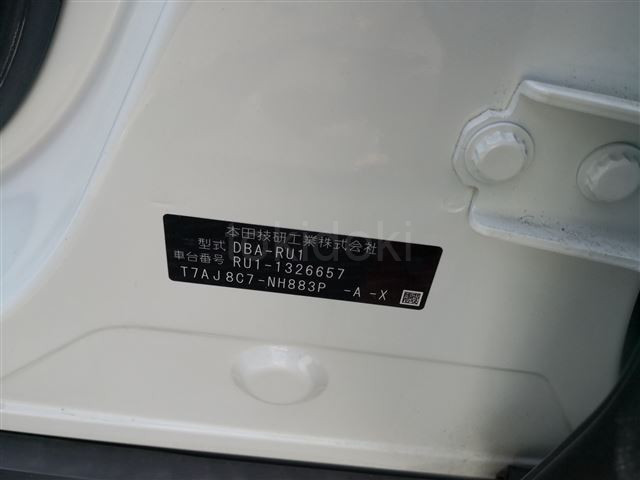 本田技研工業株式会社
型式 DBA-RU1
車台番号 RU1-1326657
T7AJ8C7-NH883P -A -X